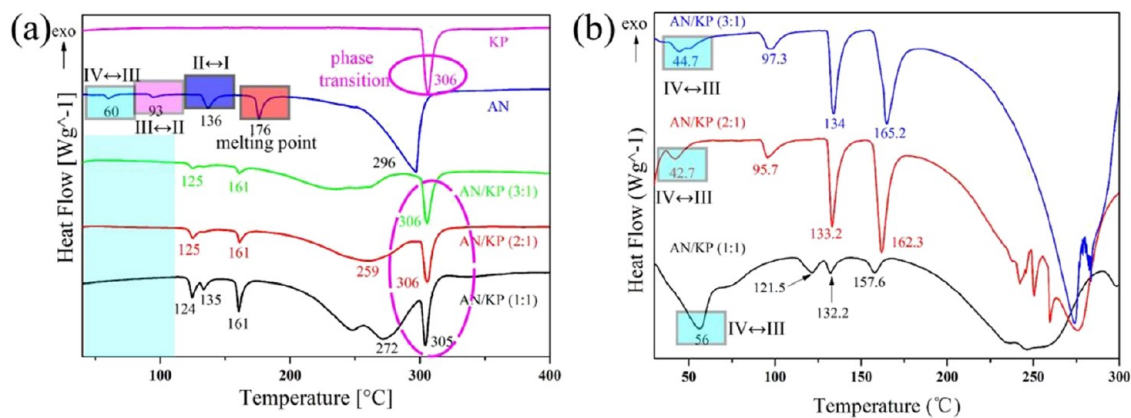 (a)
exo
Heat Flow [Wg^-1]
KP
phase
transition
306
IV↔III
II↔I
60
93
III↔II
136
176
melting point
AN
296
125
161
AN/KP (3:1)
306
125
161
259
AN/KP (2:1)
306
124
135
161
272
AN/KP (1:1)
305
100
200
300
400
Temperature [°C]
(b)
exo
Heat Flow (Wg^-1)
AN/KP (3:1)
44.7
IV↔III
97.3
134
165.2
AN/KP (2:1)
42.7
IV↔III
95.7
133.2
162.3
AN/KP (1:1)
56
IV↔III
121.5
132.2
157.6
50
100
150
200
250
300
Temperature (℃)